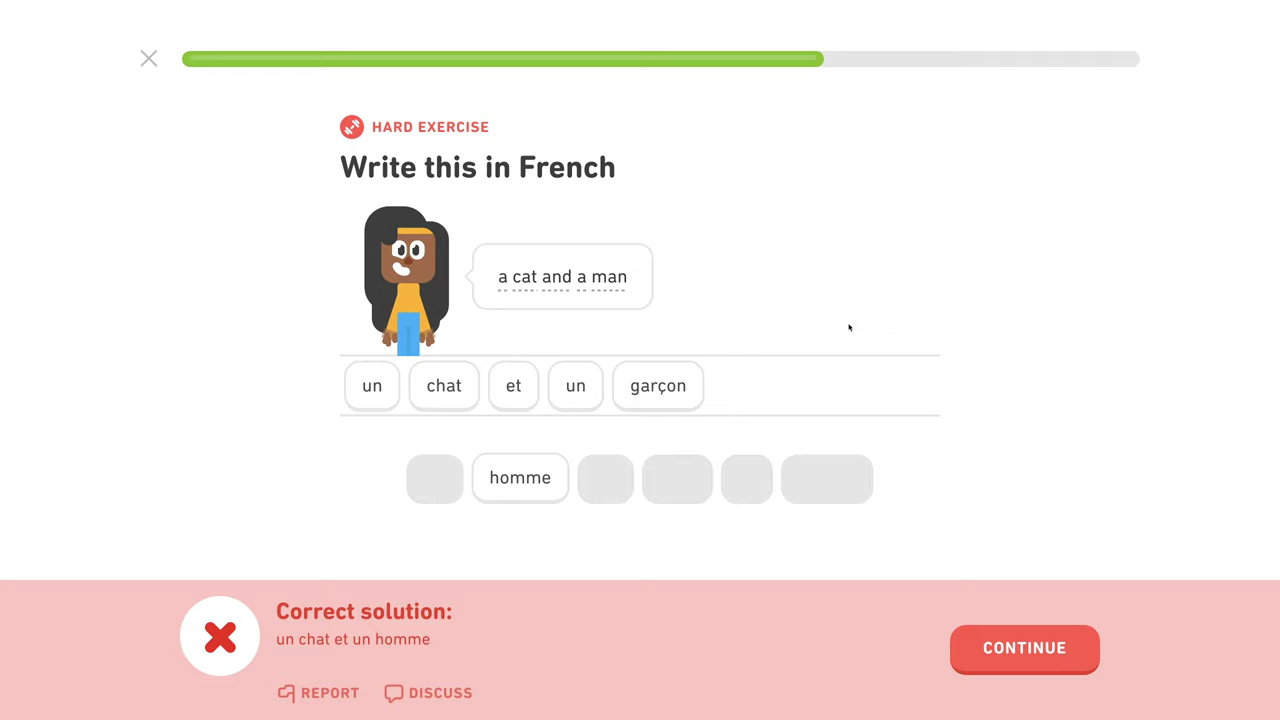 HARD EXERCISE
Write this in French
a cat and a man
un chat et un garçon
homme
Correct solution:
un chat et un homme
REPORT DISCUSS
CONTINUE